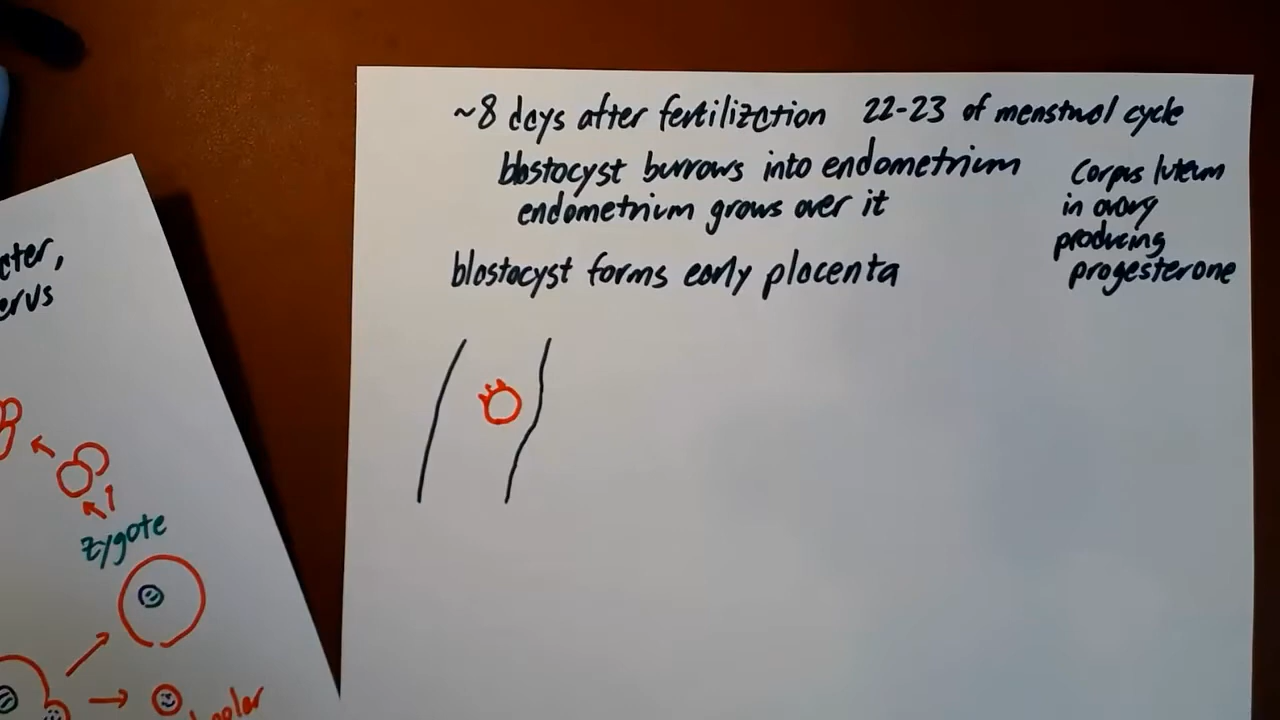 ~8 days after fertilization 22-23 of menstrual cycle
blastocyst burrows into endometrium
endometrium grows over it
Corpus luteum
in ovary
producing
progesterone
blastocyst forms early placenta
zygote
polar